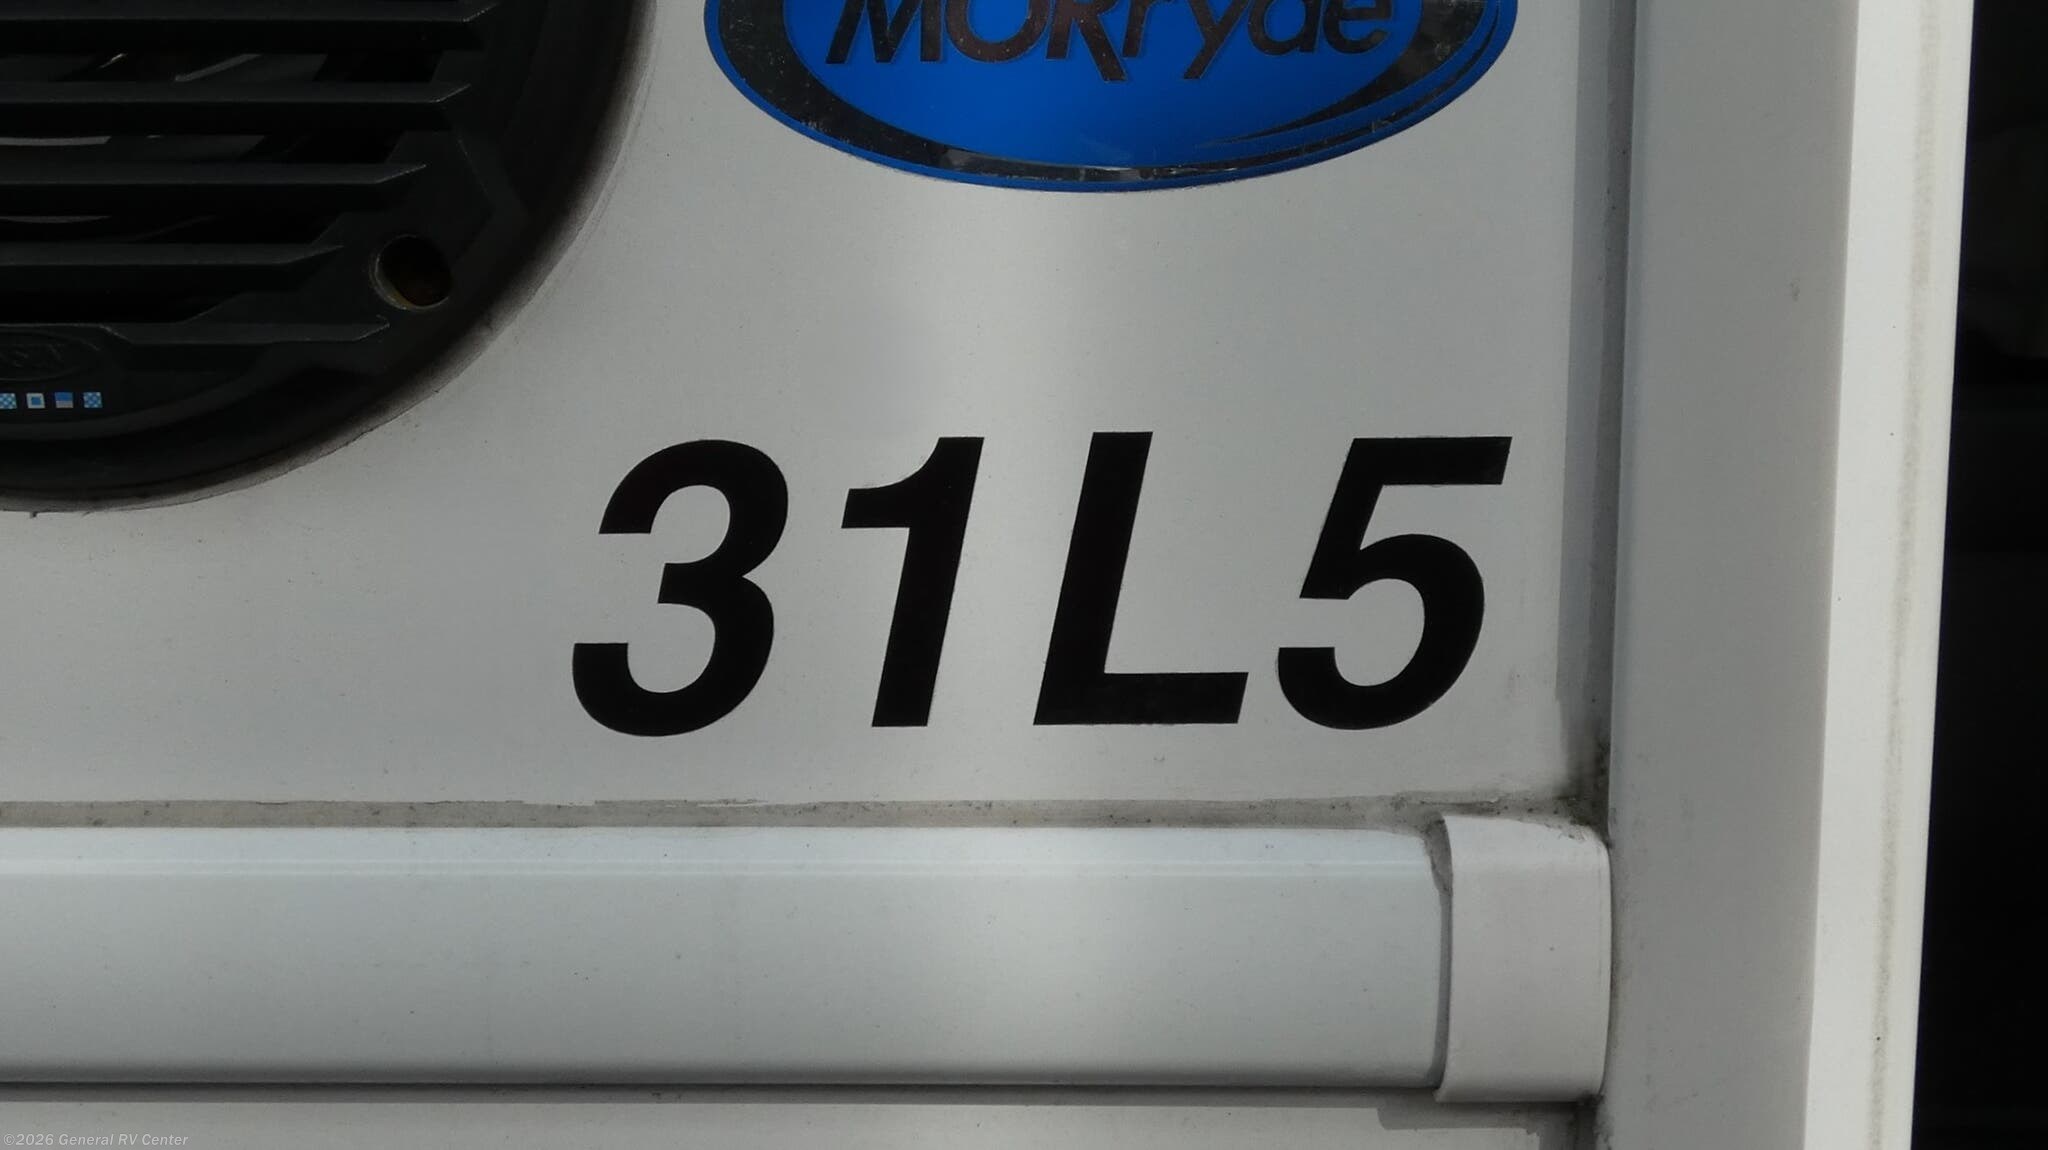 MORryde
31L5
©2026 General RV Center